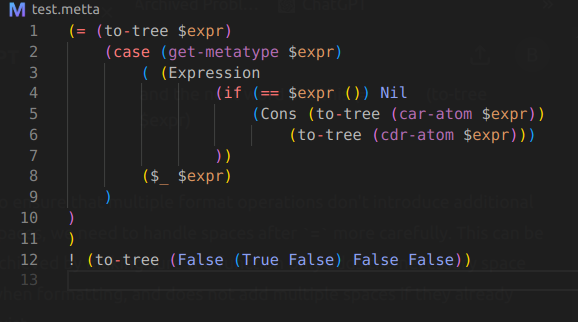 M test.metta
1 (= (to-tree $expr)
2     (case (get-metatype $expr)
3         ( (Expression
4                 (if (== $expr ()) Nil
5                     (Cons (to-tree (car-atom $expr))
6                         (to-tree (cdr-atom $expr)))
7                 ))
8         ($_ $expr)
9     )
10 )
11 )
12 ! (to-tree (False (True False) False False))
13